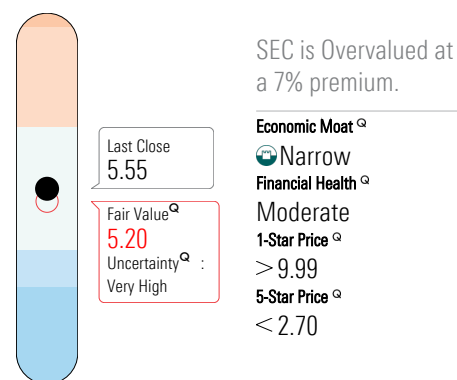 SEC is Overvalued at
a 7% premium.
Economic Moat Q
Narrow
Financial Health Q
Moderate
1-Star Price Q
>9.99
5-Star Price Q
<2.70
Last Close
5.55
Fair Value Q
5.20
Uncertainty Q :
Very High